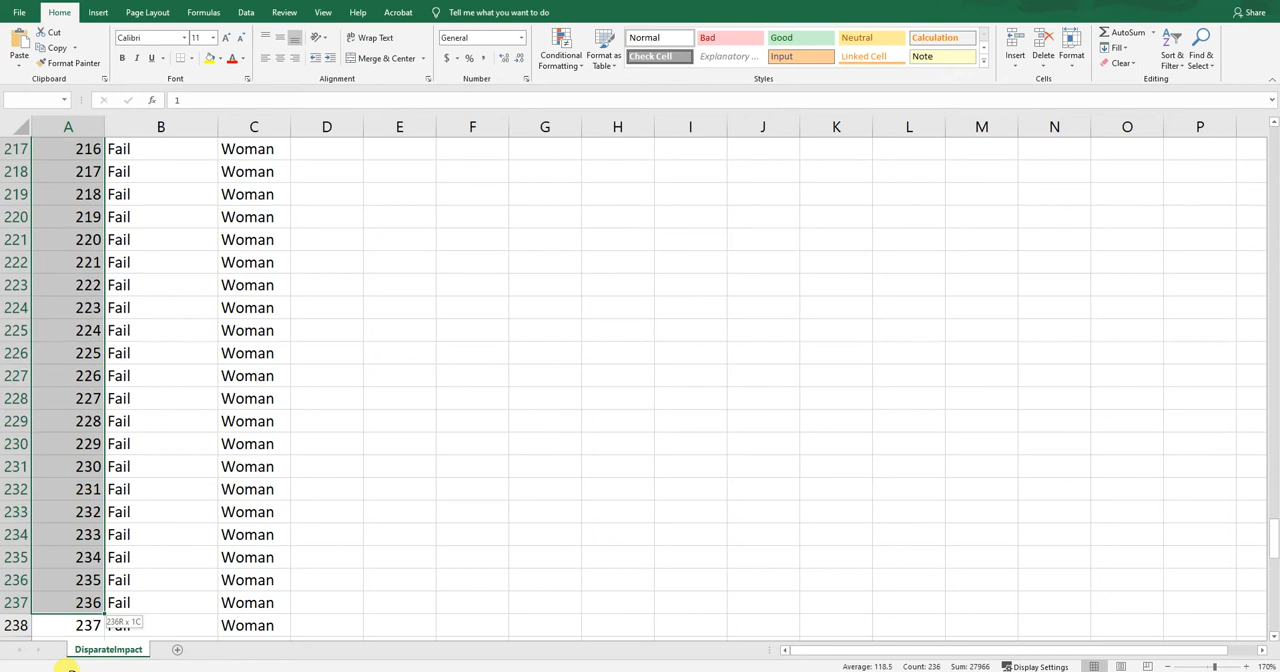 File Home Insert Page Layout Formulas Data Review View Help Acrobat Tell me what you want to do Share
Cut Calibri 11 Wrap Text General Normal Bad Good Neutral Calculation AutoSum
Copy Fill
Paste Format Painter B I U A Merge & Center $ % Conditional Formatting Format as Table Check Cell Explanatory ... Input Linked Cell Note Insert Delete Format Clear Sort & Filter Find & Select
Clipboard Font Alignment Number Styles Cells Editing
fx 1
A B C D E F G H I J K L M N O P
217 216 Fail Woman
218 217 Fail Woman
219 218 Fail Woman
220 219 Fail Woman
221 220 Fail Woman
222 221 Fail Woman
223 222 Fail Woman
224 223 Fail Woman
225 224 Fail Woman
226 225 Fail Woman
227 226 Fail Woman
228 227 Fail Woman
229 228 Fail Woman
230 229 Fail Woman
231 230 Fail Woman
232 231 Fail Woman
233 232 Fail Woman
234 233 Fail Woman
235 234 Fail Woman
236 235 Fail Woman
237 236 Fail Woman
236R x 1C
238 237 Woman
DisparateImpact
Average: 118.5 Count: 236 Sum: 27966 Display Settings 170%